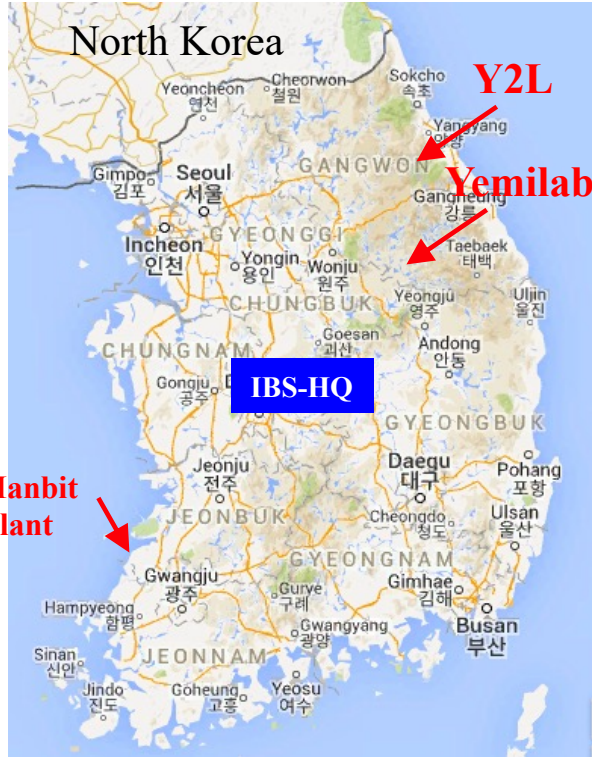 North Korea
Cheorwon
철원
Yeoncheon
연천
Sokcho
속초
Y2L
Yangyang
양양
Gimpo
김포
Seoul
서울
GANGWON
Yemilab
Gangneung
강릉
Incheon
인천
GYEONGGI
Yongin
용인
Wonju
원주
Taebaek
태백
CHUNGBUK
Yeongju
영주
Uljin
울진
CHUNGNAM
Goesan
괴산
Andong
안동
Gongju
공주
IBS-HQ
GYEONGBUK
Jeonju
전주
Daegu
대구
Pohang
포항
Hanbit
JEONBUK
Cheongdo
청도
Ulsan
울산
Plant
GYEONGNAM
Gwangju
광주
Gurye
구례
Gimhae
김해
Hampyeong
함평
Gwangyang
광양
Busan
부산
Sinan
신안
JEONNAM
Jindo
진도
Goheung
고흥
Yeosu
여수